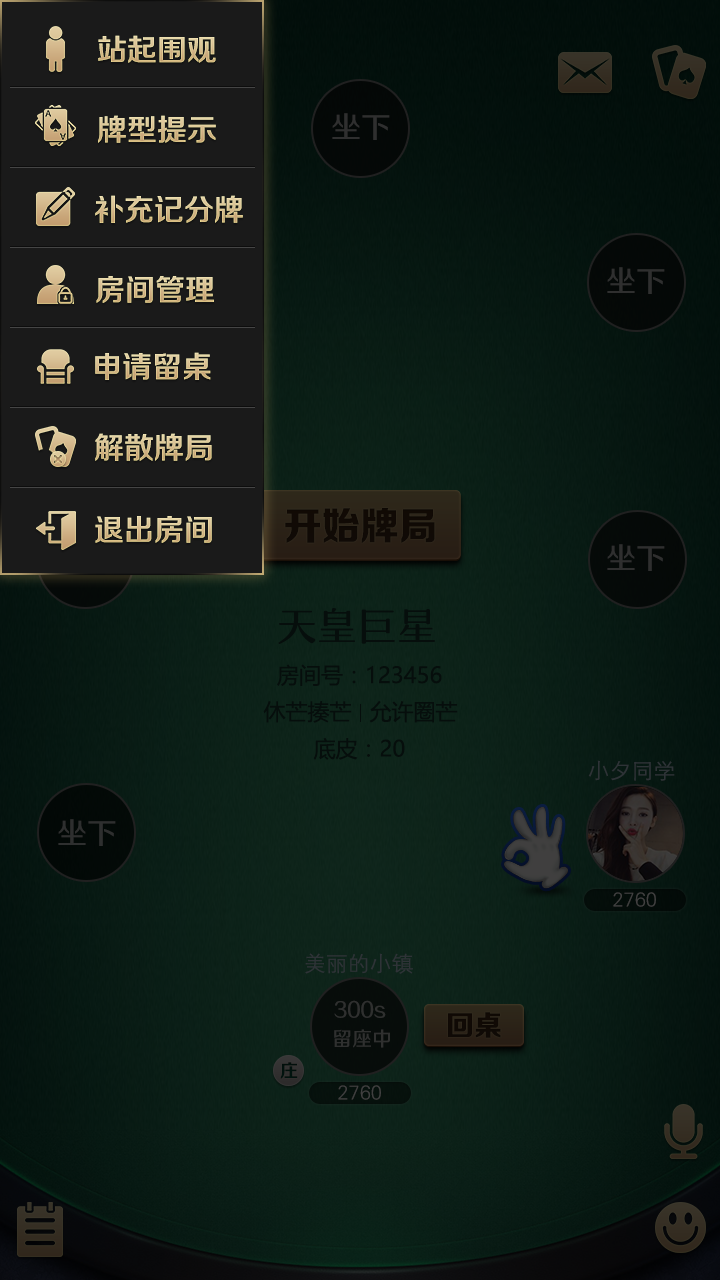 站起围观
牌型提示
补充记分牌
房间管理
申请留桌
解散牌局
退出房间
坐下
坐下
开始牌局
坐下
天皇巨星
房间号：123456
休芒揍芒 | 允许圈芒
底皮：20
小夕同学
坐下
2760
美丽的小镇
300s
留座中
回桌
庄
2760